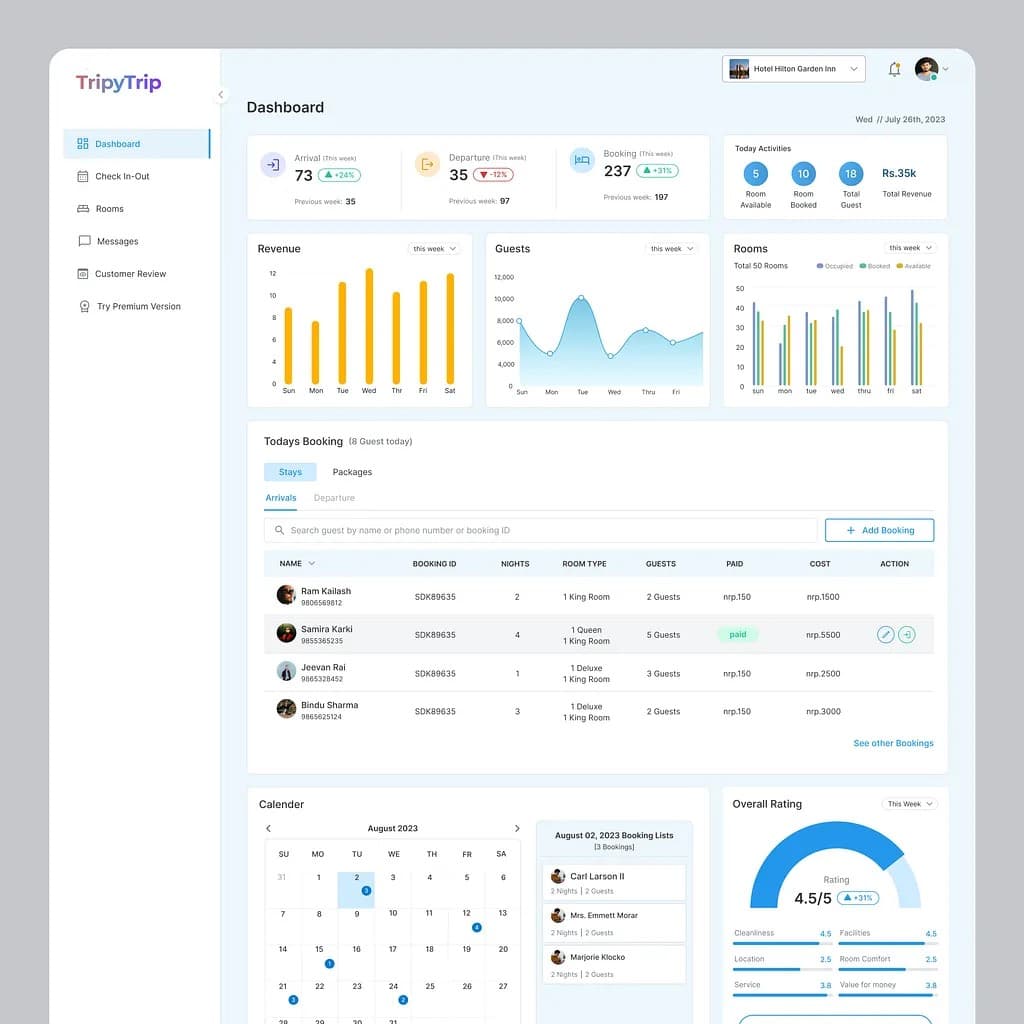 TripyTrip
Dashboard
Check In-Out
Rooms
Messages
Customer Review
Try Premium Version
Hotel Hilton Garden Inn
Dashboard
Wed // July 26th, 2023
Arrival (This week)
73 +24%
Previous week: 35
Departure (This week)
35 -12%
Previous week: 97
Booking (This week)
237 +31%
Previous week: 197
Today Activities
5 10 18 Rs.35k
Room Available
Room Booked
Total Guest
Total Revenue
Revenue
this week
12
10
8
6
4
0
Sun Mon Tue Wed Thr Fri Sat
Guests
this week
12,000
10,000
8,000
6,000
4,000
0
Sun Mon Tue Wed Thru Fri
Rooms
this week
Total 50 Rooms
Occupied Booked Available
50
40
30
20
10
0
sun mon tue wed thru fri sat
Todays Booking (8 Guest today)
Stays Packages
Arrivals Departure
Search guest by name or phone number or booking ID
+ Add Booking
NAME BOOKING ID NIGHTS ROOM TYPE GUESTS PAID COST ACTION
Ram Kailash
9806569812
SDK89635 2 1 King Room 2 Guests nrp.150 nrp.1500
Samira Karki
9855365235
SDK89635 4 1 Queen
1 King Room
5 Guests paid nrp.5500
Jeevan Rai
9865328452
SDK89635 1 1 Deluxe
1 King Room
3 Guests nrp.150 nrp.2500
Bindu Sharma
9865625124
SDK89635 3 1 Deluxe
1 King Room
2 Guests nrp.150 nrp.3000
See other Bookings
Calender
August 2023
SU MO TU WE TH FR SA
31 1 2 3 4 5 6
3
7 8 9 10 11 12 13
4
14 15 16 17 18 19 20
1
21 22 23 24 25 26 27
3 2
28 29 30 31
August 02, 2023 Booking Lists
[3 Bookings]
Carl Larson II
2 Nights | 2 Guests
Mrs. Emmett Morar
2 Nights | 2 Guests
Marjorie Klocko
2 Nights | 2 Guests
Overall Rating
This Week
Rating
4.5/5 +31%
Cleanliness 4.5 Facilities 4.5
Location 2.5 Room Comfort 2.5
Service 3.8 Value for money 3.8